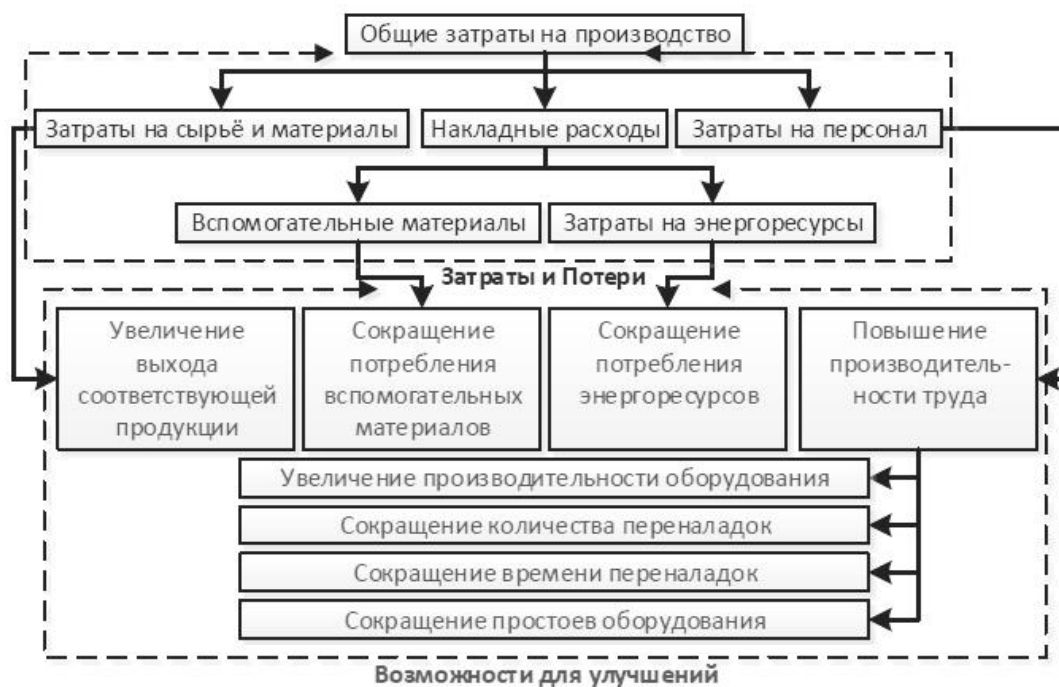 Общие затраты на производство
Затраты на сырьё и материалы
Накладные расходы
Затраты на персонал
Вспомогательные материалы
Затраты на энергоресурсы
Затраты и Потери
Увеличение
выхода
соответствующей
продукции
Сокращение
потребления
вспомогательных
материалов
Сокращение
потребления
энергоресурсов
Повышение
производитель-
ности труда
Увеличение производительности оборудования
Сокращение количества переналадок
Сокращение времени переналадок
Сокращение простоев оборудования
Возможности для улучшений